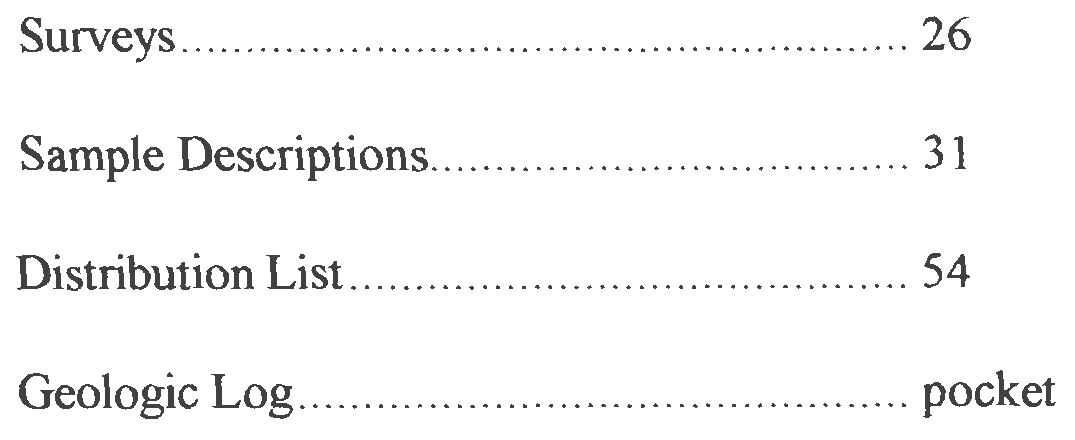 Surveys........................................................ 26
Sample Descriptions..................................... 31
Distribution List........................................... 54
Geologic Log............................................... pocket